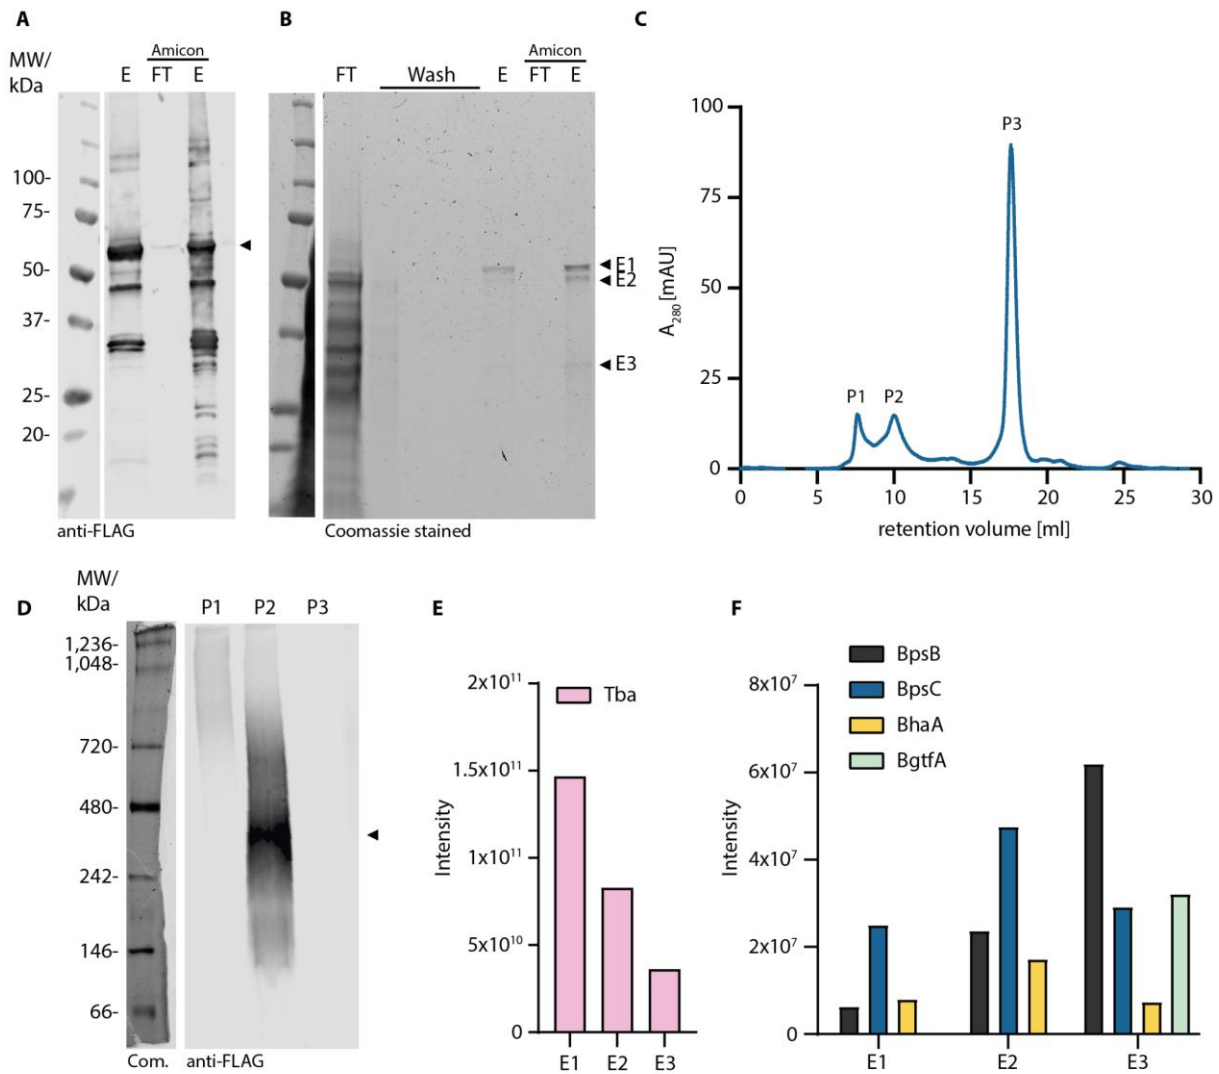 A
MW/
kDa
Amicon
E FT E
100-
75-
50-
37-
25-
20-
anti-FLAG
B
Amicon
FT Wash E FT E
E1
E2
E3
Coomassie stained
C
100
75
50
25
0
A280 [mAU]
P1 P2 P3
0 5 10 15 20 25 30
retention volume [ml]
D
MW/
kDa
P1 P2 P3
1,236-
1,048-
720-
480-
242-
146-
66-
Com. anti-FLAG
E
2x10¹¹
1.5x10¹¹
1x10¹¹
5x10¹⁰
0
Intensity
Tba
E1 E2 E3
F
BpsB
BpsC
BhaA
BgtfA
8x10⁷
6x10⁷
4x10⁷
2x10⁷
0
Intensity
E1 E2 E3